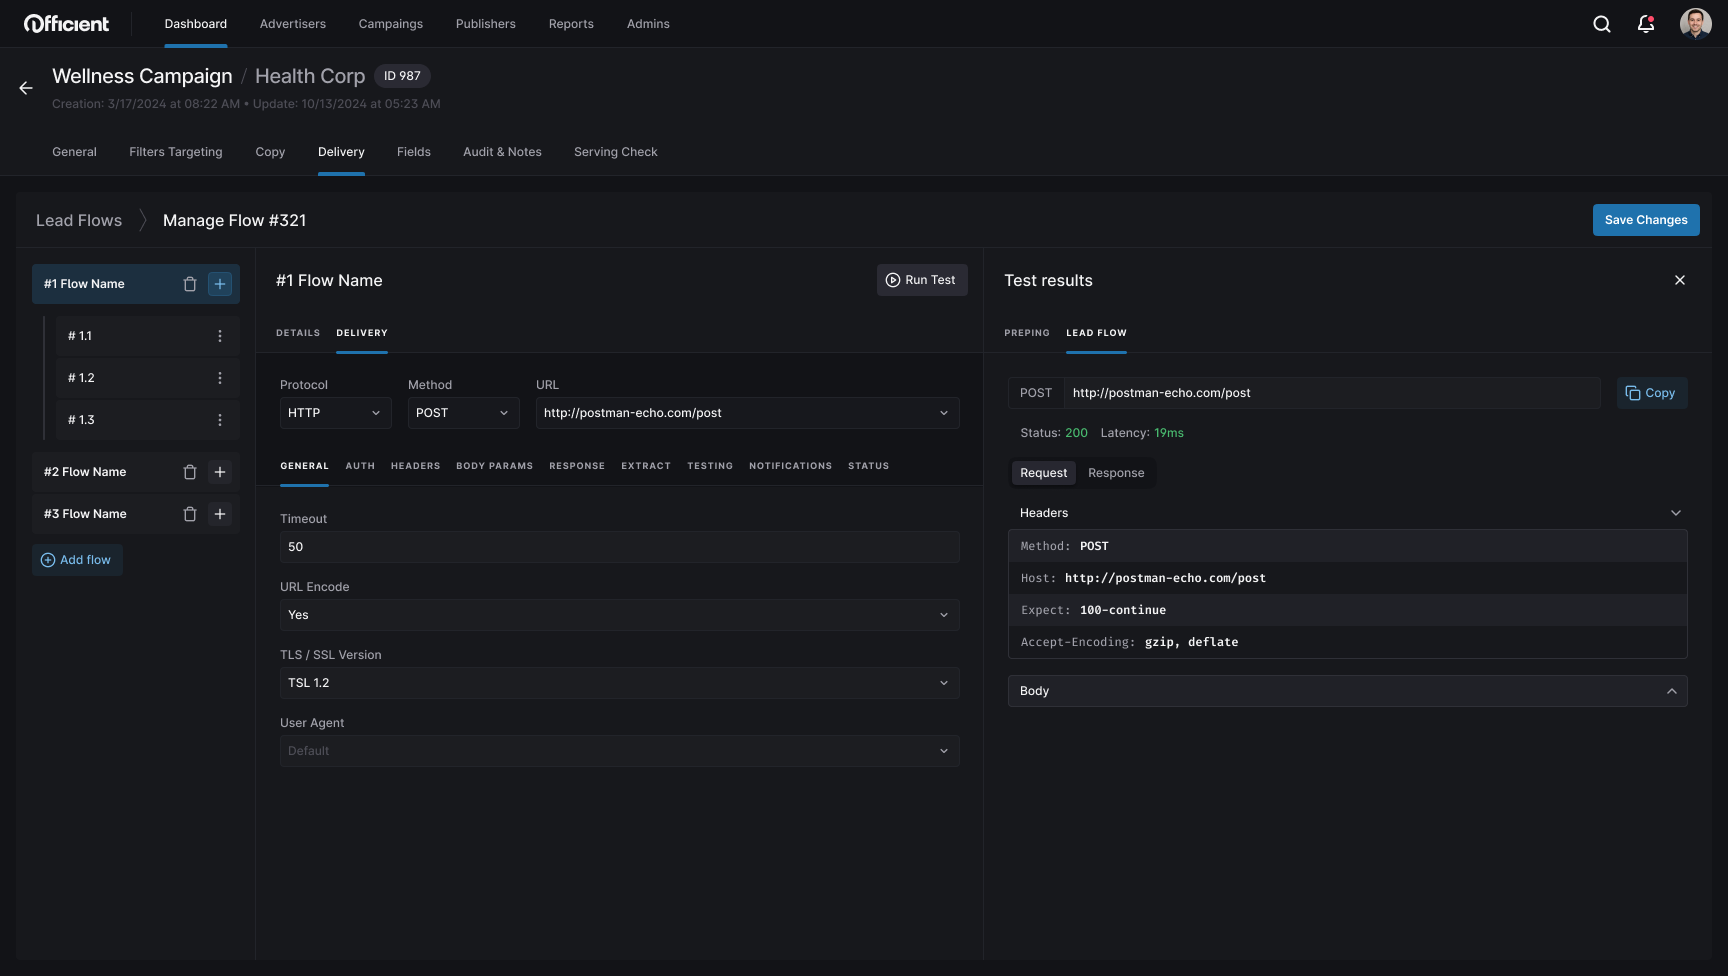 Officient
Dashboard
Advertisers
Campaings
Publishers
Reports
Admins
Wellness Campaign / Health Corp ID 987
Creation: 3/17/2024 at 08:22 AM • Update: 10/13/2024 at 05:23 AM
General
Filters Targeting
Copy
Delivery
Fields
Audit & Notes
Serving Check
Lead Flows
Manage Flow #321
Save Changes
#1 Flow Name
# 1.1
# 1.2
# 1.3
#2 Flow Name
#3 Flow Name
Add flow
#1 Flow Name
Run Test
DETAILS
DELIVERY
Protocol
Method
URL
HTTP
POST
http://postman-echo.com/post
GENERAL
AUTH
HEADERS
BODY PARAMS
RESPONSE
EXTRACT
TESTING
NOTIFICATIONS
STATUS
Timeout
50
URL Encode
Yes
TLS / SSL Version
TSL 1.2
User Agent
Default
Test results
PREPING
LEAD FLOW
POST
http://postman-echo.com/post
Copy
Status: 200 Latency: 19ms
Request
Response
Headers
Method: POST
Host: http://postman-echo.com/post
Expect: 100-continue
Accept-Encoding: gzip, deflate
Body